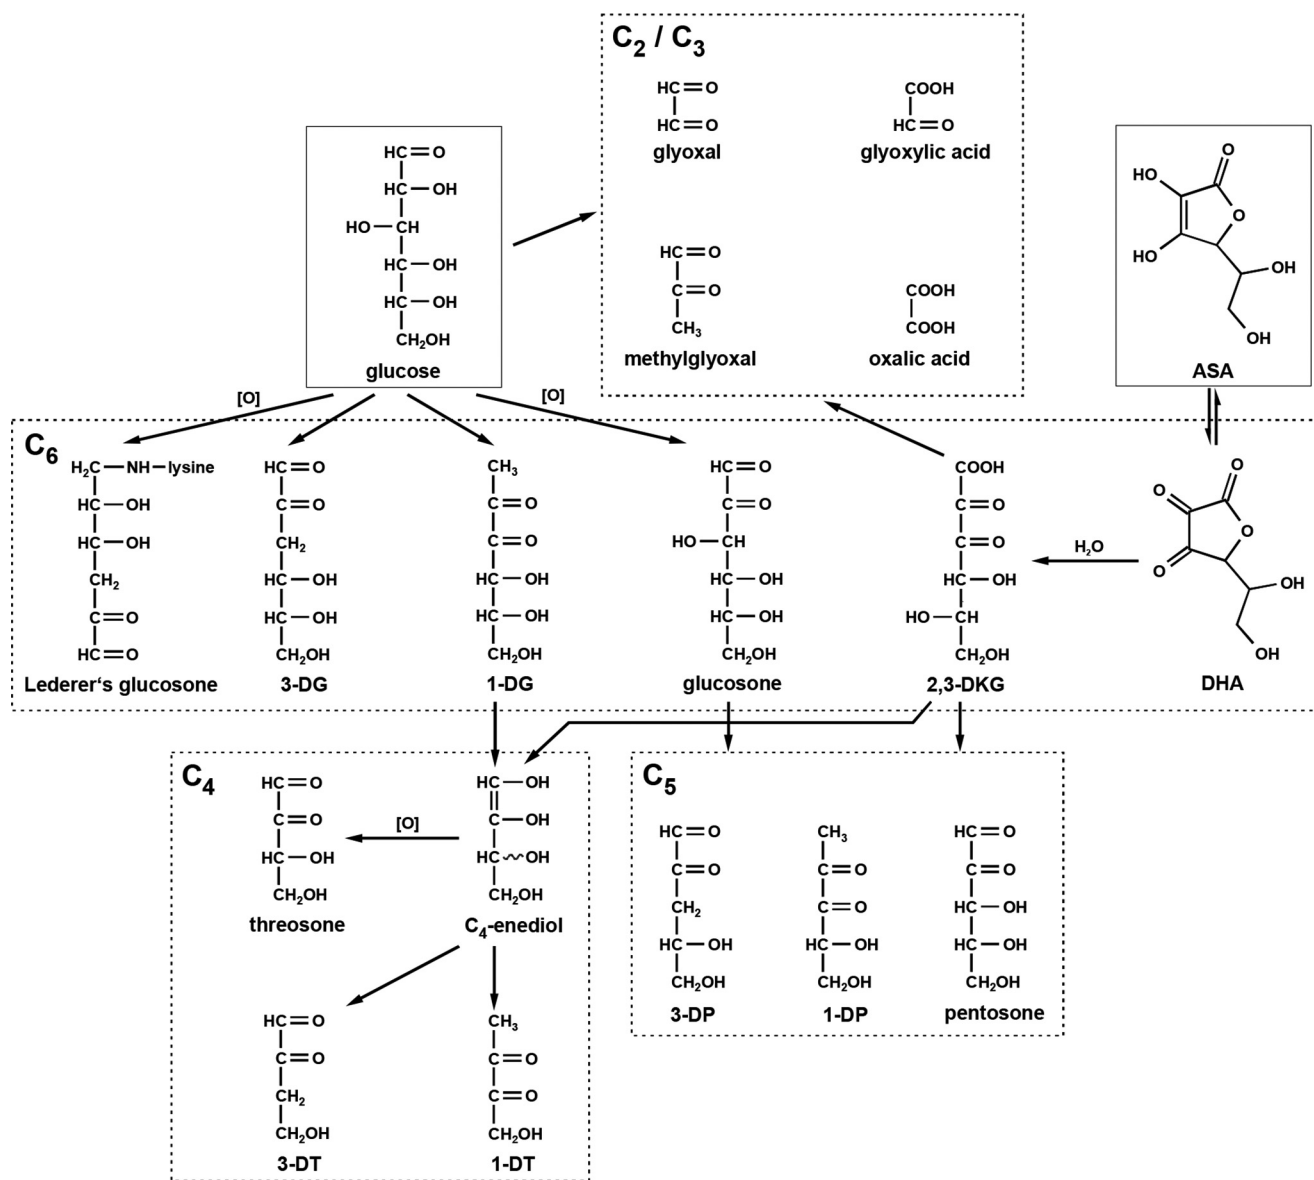 C2 / C3
HC=O
HC=O
glyoxal
COOH
HC=O
glyoxylic acid
HC=O
C=O
CH3
methylglyoxal
COOH
COOH
oxalic acid
HC=O
HC-OH
HO-CH
HC-OH
HC-OH
CH2OH
glucose
O
HO
O
HO
OH
OH
ASA
[O]
[O]
C6
H2C-NH-lysine
HC-OH
HC-OH
CH2
C=O
HC=O
Lederer's glucosone
HC=O
C=O
CH2
HC-OH
HC-OH
CH2OH
3-DG
CH3
C=O
C=O
HC-OH
HC-OH
CH2OH
1-DG
HC=O
C=O
HO-CH
HC-OH
HC-OH
CH2OH
glucosone
COOH
C=O
C=O
HC-OH
HO-CH
CH2OH
2,3-DKG
H2O
O
O
O
O
OH
OH
DHA
C4
HC=O
C=O
HC-OH
CH2OH
threosone
[O]
HC-OH
C-OH
HC~OH
CH2OH
C4-enediol
HC=O
C=O
CH2
CH2OH
3-DT
CH3
C=O
C=O
CH2OH
1-DT
C5
HC=O
C=O
CH2
HC-OH
CH2OH
3-DP
CH3
C=O
C=O
HC-OH
CH2OH
1-DP
HC=O
C=O
HC-OH
HC-OH
CH2OH
pentosone